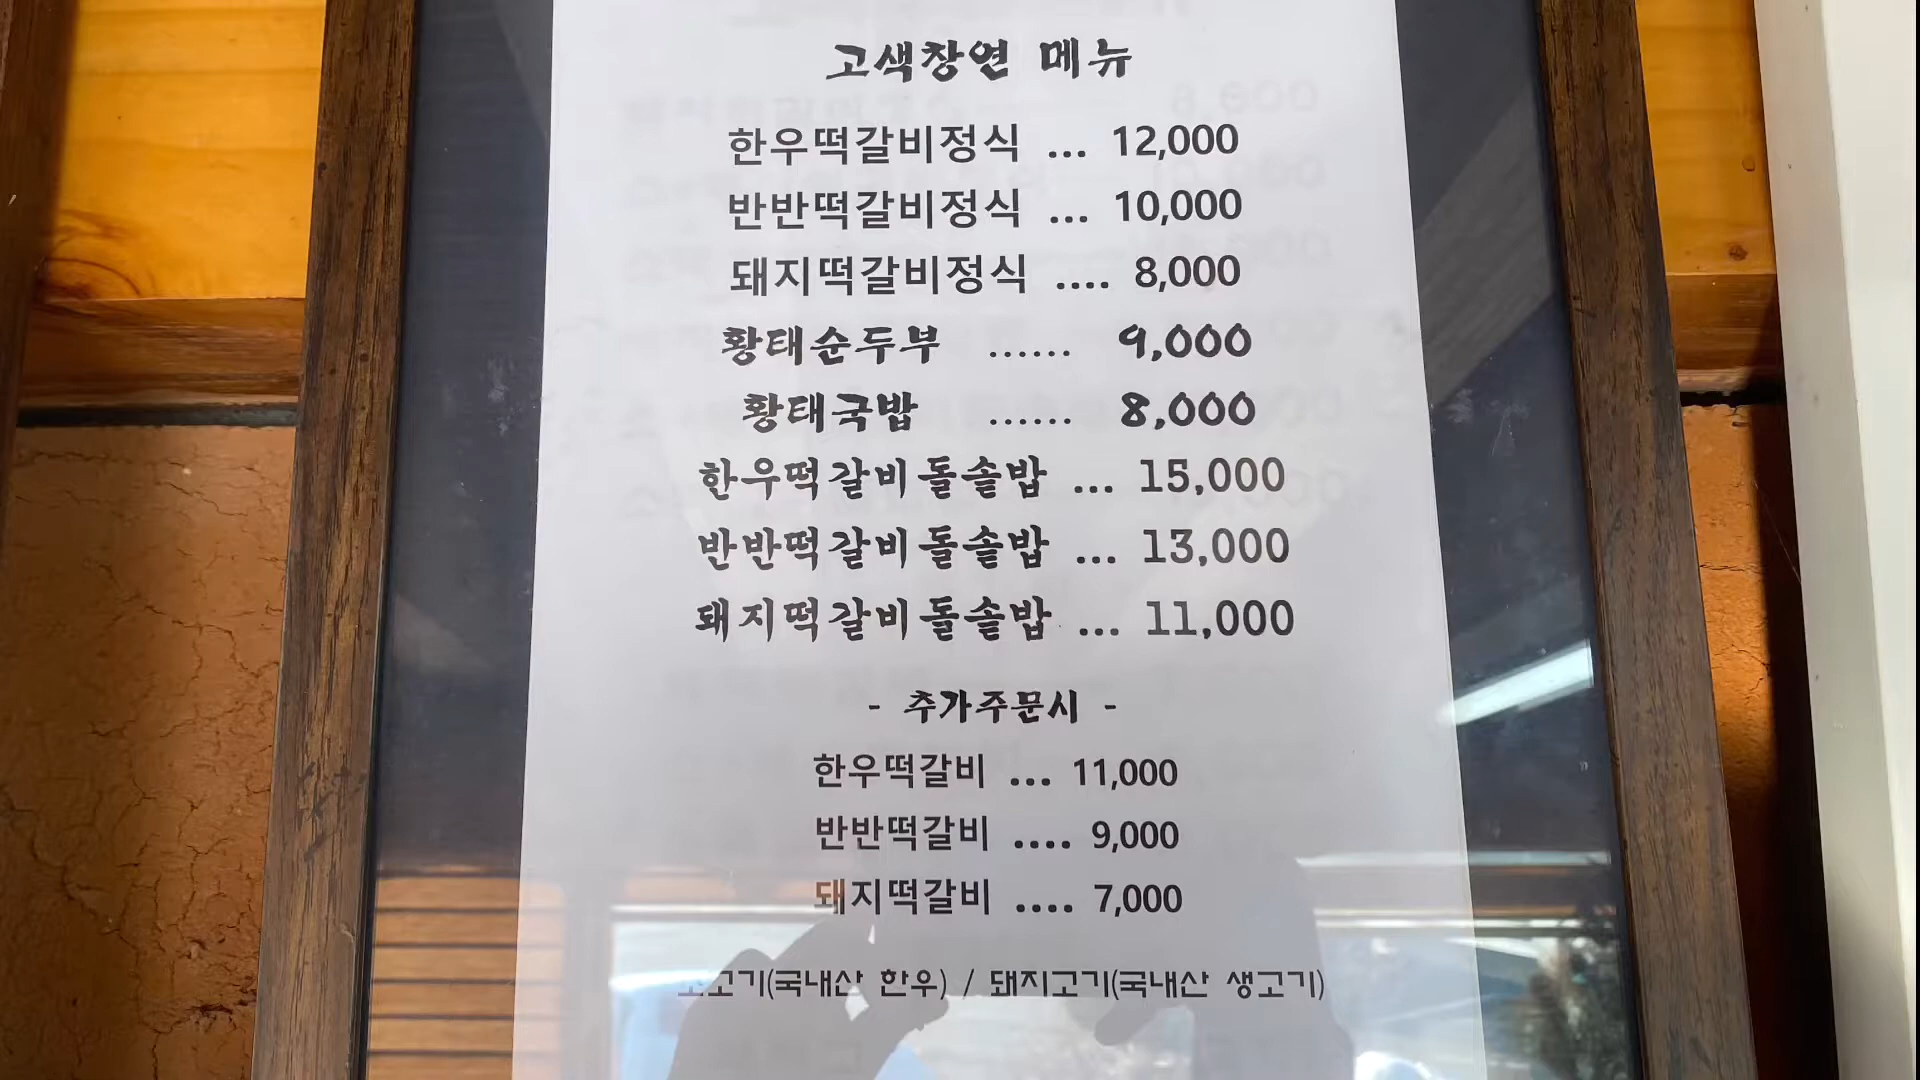 고색창연 메뉴
한우떡갈비정식 ... 12,000
반반떡갈비정식 ... 10,000
돼지떡갈비정식 .... 8,000
황태순두부 ...... 9,000
황태국밥 ...... 8,000
한우떡갈비돌솥밥 ... 15,000
반반떡갈비돌솥밥 ... 13,000
돼지떡갈비돌솥밥 ... 11,000
- 추가주문시 -
한우떡갈비 ... 11,000
반반떡갈비 .... 9,000
돼지떡갈비 .... 7,000
소고기(국내산 한우) / 돼지고기(국내산 생고기)